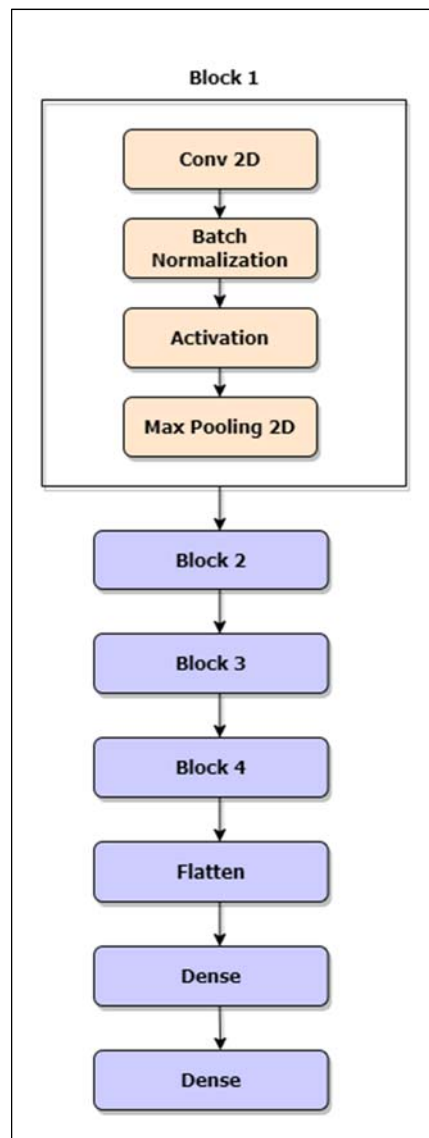 Block 1
Conv 2D
Batch
Normalization
Activation
Max Pooling 2D
Block 2
Block 3
Block 4
Flatten
Dense
Dense